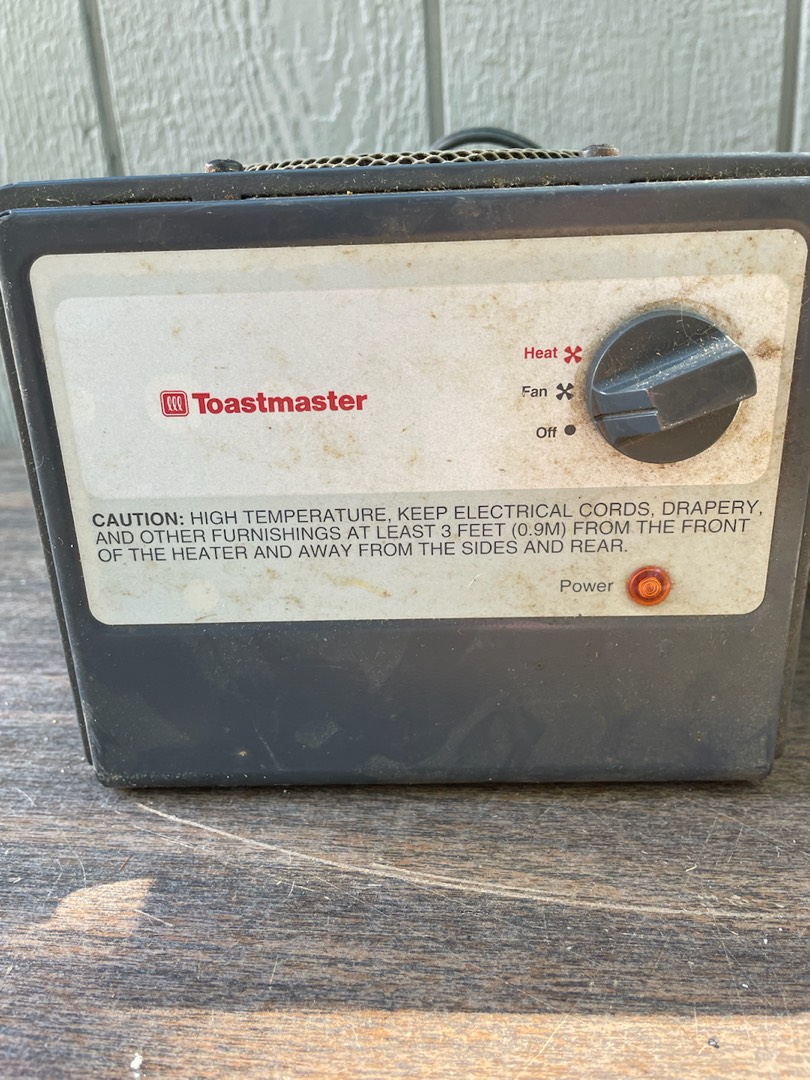 Heat
Toastmaster
Fan
Off
CAUTION: HIGH TEMPERATURE, KEEP ELECTRICAL CORDS, DRAPERY,
AND OTHER FURNISHINGS AT LEAST 3 FEET (0.9M) FROM THE FRONT
OF THE HEATER AND AWAY FROM THE SIDES AND REAR.
Power